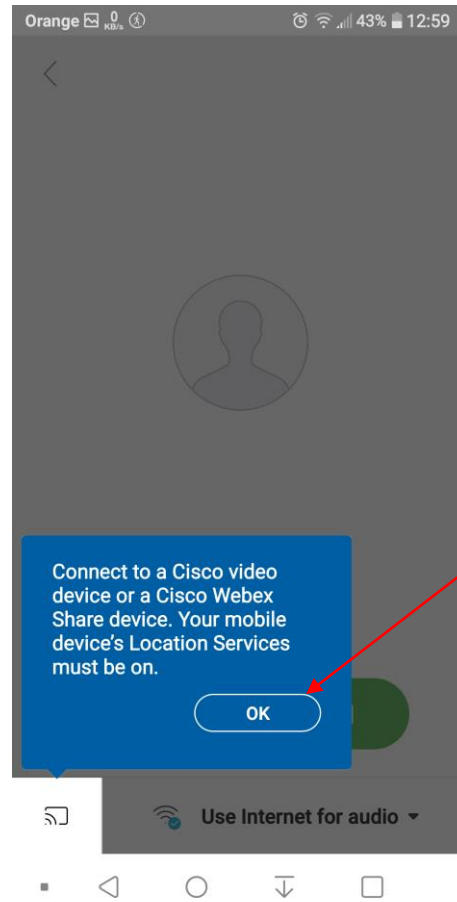 Orange 0 KB/s 43% 12:59
Connect to a Cisco video
device or a Cisco Webex
Share device. Your mobile
device's Location Services
must be on.
OK
Use Internet for audio